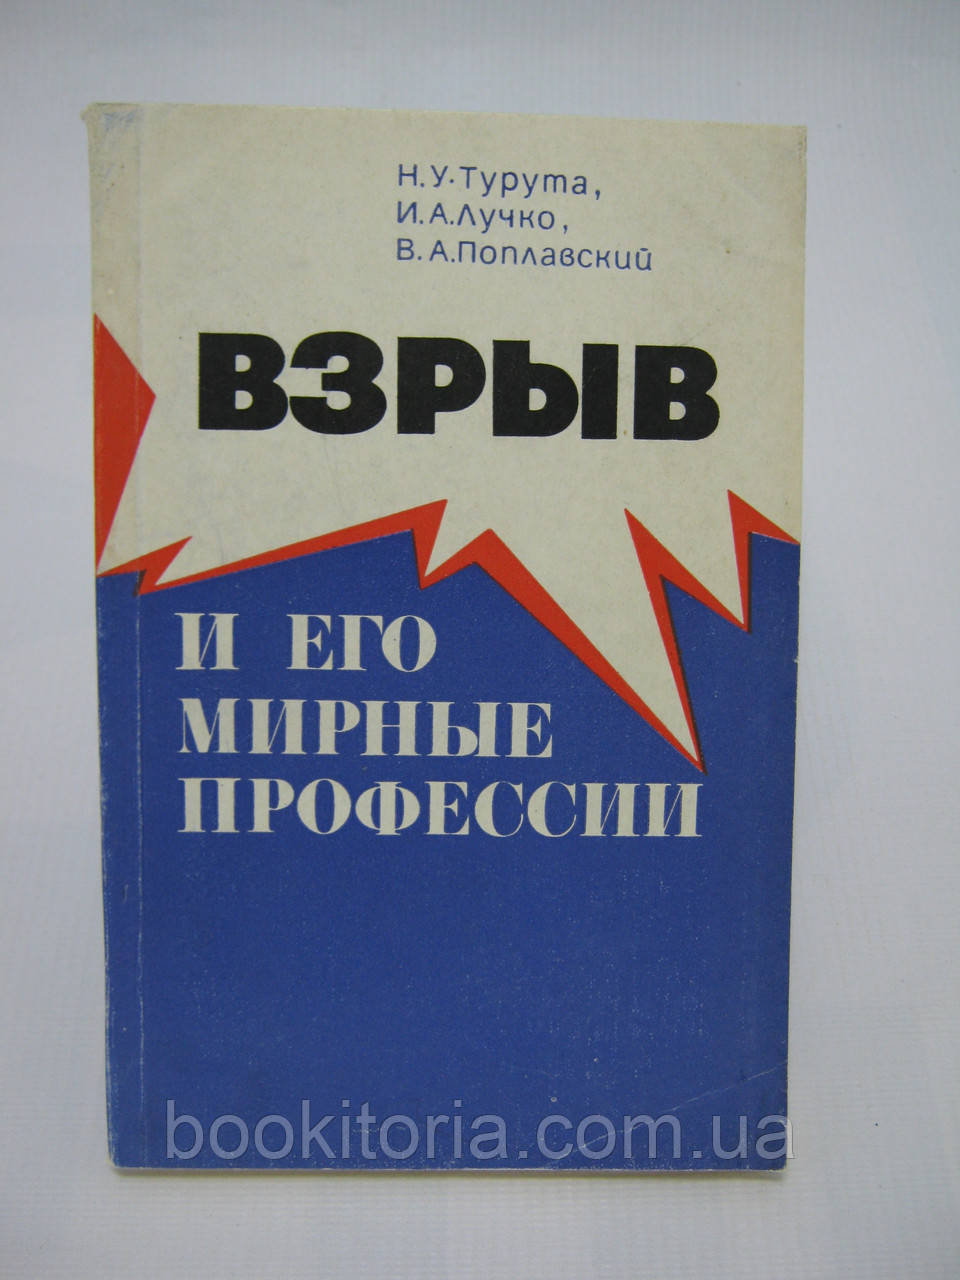 Н.У.Турута,
И.А.Лучко,
В.А.Поплавский
ВЗРЫВ
И ЕГО
МИРНЫЕ
ПРОФЕССИИ
bookitoria.com.ua